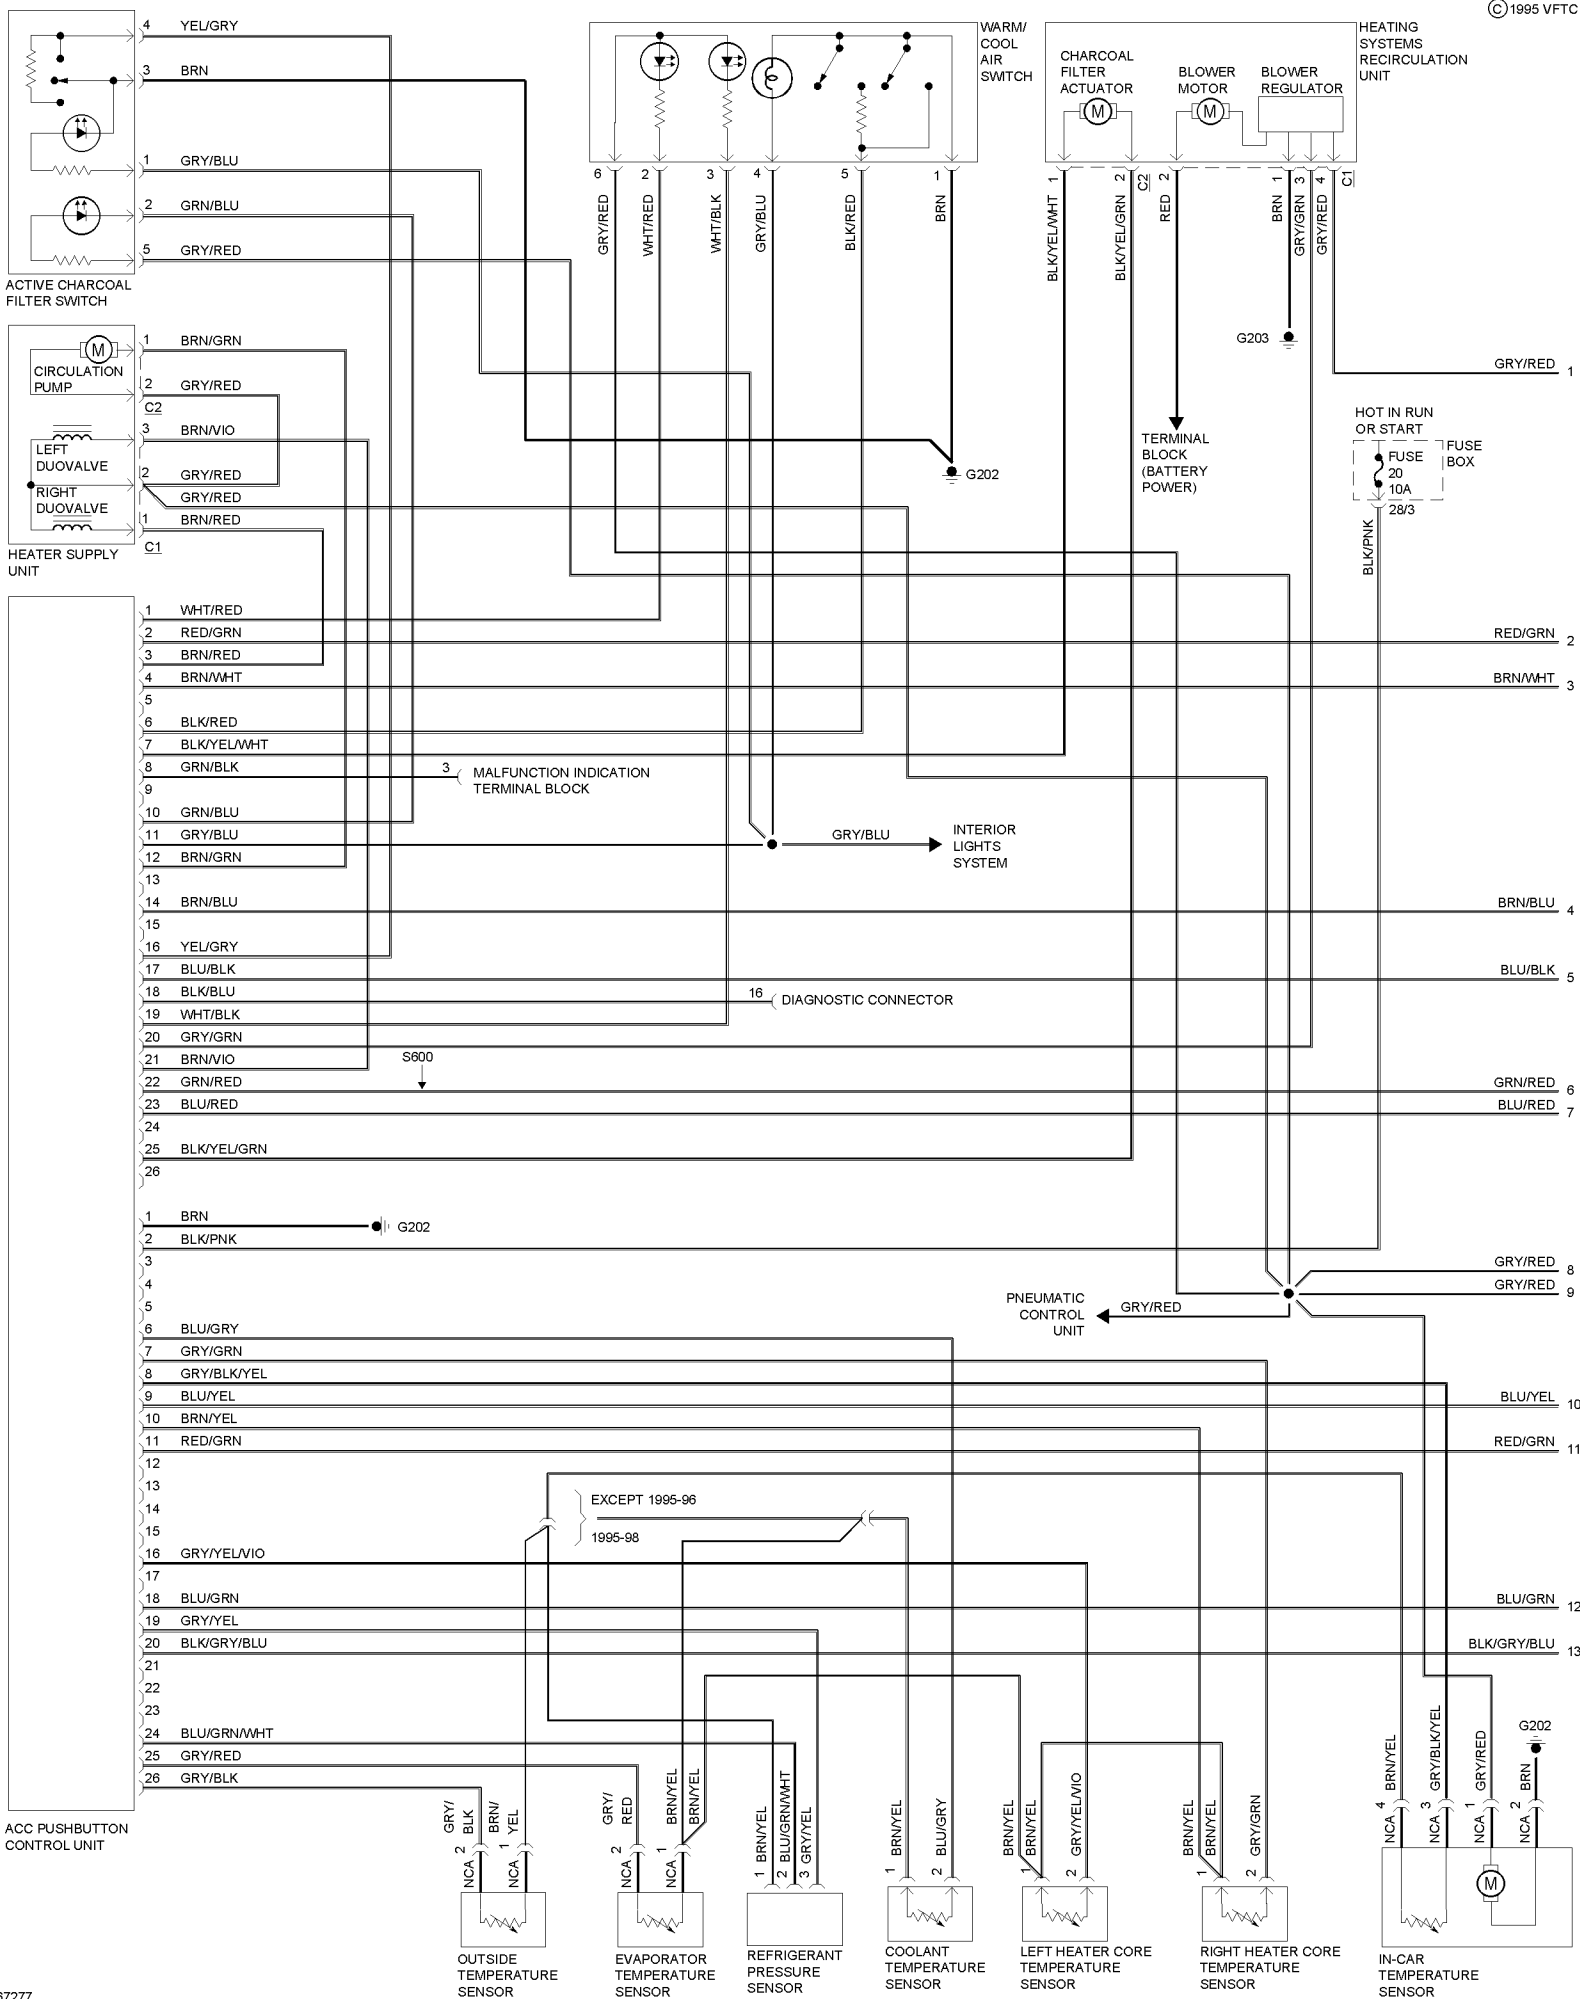 © 1995 VFTC
4 YEL/GRY
3 BRN
1 GRY/BLU
2 GRN/BLU
5 GRY/RED
ACTIVE CHARCOAL
FILTER SWITCH
WARM/
COOL
AIR
SWITCH
6 2 3 4 5 1
GRY/RED
WHT/RED
WHT/BLK
GRY/BLU
BLK/RED
BRN
G202
HEATING
SYSTEMS
RECIRCULATION
UNIT
CHARCOAL
FILTER
ACTUATOR
BLOWER
MOTOR
BLOWER
REGULATOR
M
M
1 2 C2 2 1 3 4 C1
BLK/YEL/WHT
BLK/YEL/GRN
RED
BRN
GRY/GRN
GRY/RED
G203
TERMINAL
BLOCK
(BATTERY
POWER)
GRY/RED 1
HOT IN RUN
OR START
FUSE
20
10A
FUSE
BOX
28/3
BLK/PNK
M
CIRCULATION
PUMP
LEFT
DUOVALVE
RIGHT
DUOVALVE
1 BRN/GRN
2 GRY/RED
C2
3 BRN/VIO
2 GRY/RED
GRY/RED
1 BRN/RED
C1
HEATER SUPPLY
UNIT
1 WHT/RED
2 RED/GRN
RED/GRN 2
3 BRN/RED
4 BRN/WHT
BRN/WHT 3
5
6 BLK/RED
7 BLK/YEL/WHT
8 GRN/BLK
3 MALFUNCTION INDICATION
TERMINAL BLOCK
9
10 GRN/BLU
11 GRY/BLU
GRY/BLU
INTERIOR
LIGHTS
SYSTEM
12 BRN/GRN
13
14 BRN/BLU
BRN/BLU 4
15
16 YEL/GRY
17 BLU/BLK
BLU/BLK 5
18 BLK/BLU
16 DIAGNOSTIC CONNECTOR
19 WHT/BLK
20 GRY/GRN
21 BRN/VIO
S600
22 GRN/RED
GRN/RED 6
23 BLU/RED
BLU/RED 7
24
25 BLK/YEL/GRN
26
1 BRN
G202
2 BLK/PNK
3
GRY/RED 8
4
GRY/RED 9
PNEUMATIC
CONTROL
UNIT
GRY/RED
5
6 BLU/GRY
7 GRY/GRN
8 GRY/BLK/YEL
9 BLU/YEL
BLU/YEL 10
10 BRN/YEL
11 RED/GRN
RED/GRN 11
12
13
14
EXCEPT 1995-96
15
1995-98
16 GRY/YEL/VIO
17
18 BLU/GRN
BLU/GRN 12
19 GRY/YEL
20 BLK/GRY/BLU
BLK/GRY/BLU 13
21
22
23
24 BLU/GRN/WHT
25 GRY/RED
26 GRY/BLK
ACC PUSHBUTTON
CONTROL UNIT
GRY/
BLK
BRN/
YEL
2 1
NCA
NCA
OUTSIDE
TEMPERATURE
SENSOR
GRY/
RED
BRN/YEL
BRN/YEL
2 1
NCA
NCA
EVAPORATOR
TEMPERATURE
SENSOR
BRN/YEL
BLU/GRN/WHT
GRY/YEL
1 2 3
REFRIGERANT
PRESSURE
SENSOR
BRN/YEL
BLU/GRY
1 2
COOLANT
TEMPERATURE
SENSOR
BRN/YEL
BRN/YEL
GRY/YEL/VIO
1 2
LEFT HEATER CORE
TEMPERATURE
SENSOR
BRN/YEL
BRN/YEL
GRY/GRN
1 2
RIGHT HEATER CORE
TEMPERATURE
SENSOR
G202
BRN/YEL
GRY/BLK/YEL
GRY/RED
BRN
4 3 1 2
NCA
NCA
NCA
NCA
M
IN-CAR
TEMPERATURE
SENSOR
67277